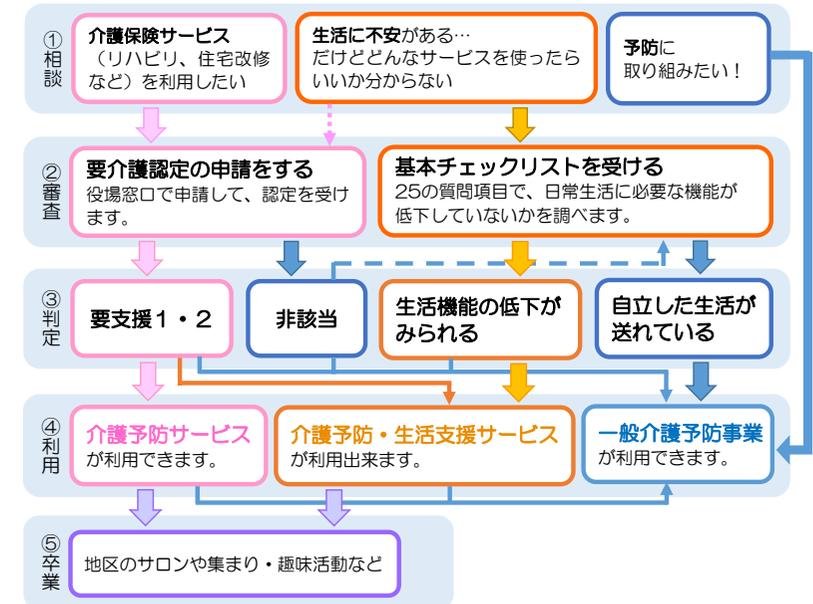 ①相談
介護保険サービス
（リハビリ、住宅改修
など）を利用したい
生活に不安がある…
だけどどんなサービスを使ったら
いいか分からない
予防に
取り組みたい！
②審査
要介護認定の申請をする
役場窓口で申請して、認定を受け
ます。
基本チェックリストを受ける
25の質問項目で、日常生活に必要な機能が
低下していないかを調べます。
③判定
要支援１・２
非該当
生活機能の低下が
みられる
自立した生活が
送れている
④利用
介護予防サービス
が利用できます。
介護予防・生活支援サービス
が利用出来ます。
一般介護予防事業
が利用できます。
⑤卒業
地区のサロンや集まり・趣味活動など